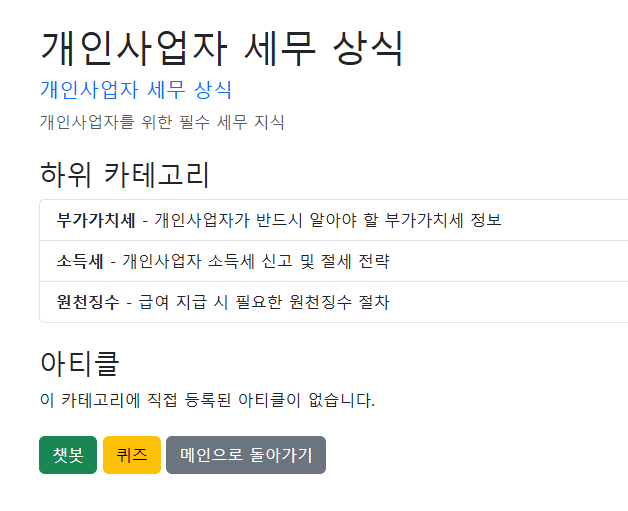 개인사업자 세무 상식
개인사업자 세무 상식
개인사업자를 위한 필수 세무 지식
하위 카테고리
부가가치세 - 개인사업자가 반드시 알아야 할 부가가치세 정보
소득세 - 개인사업자 소득세 신고 및 절세 전략
원천징수 - 급여 지급 시 필요한 원천징수 절차
아티클
이 카테고리에 직접 등록된 아티클이 없습니다.
챗봇 퀴즈 메인으로 돌아가기